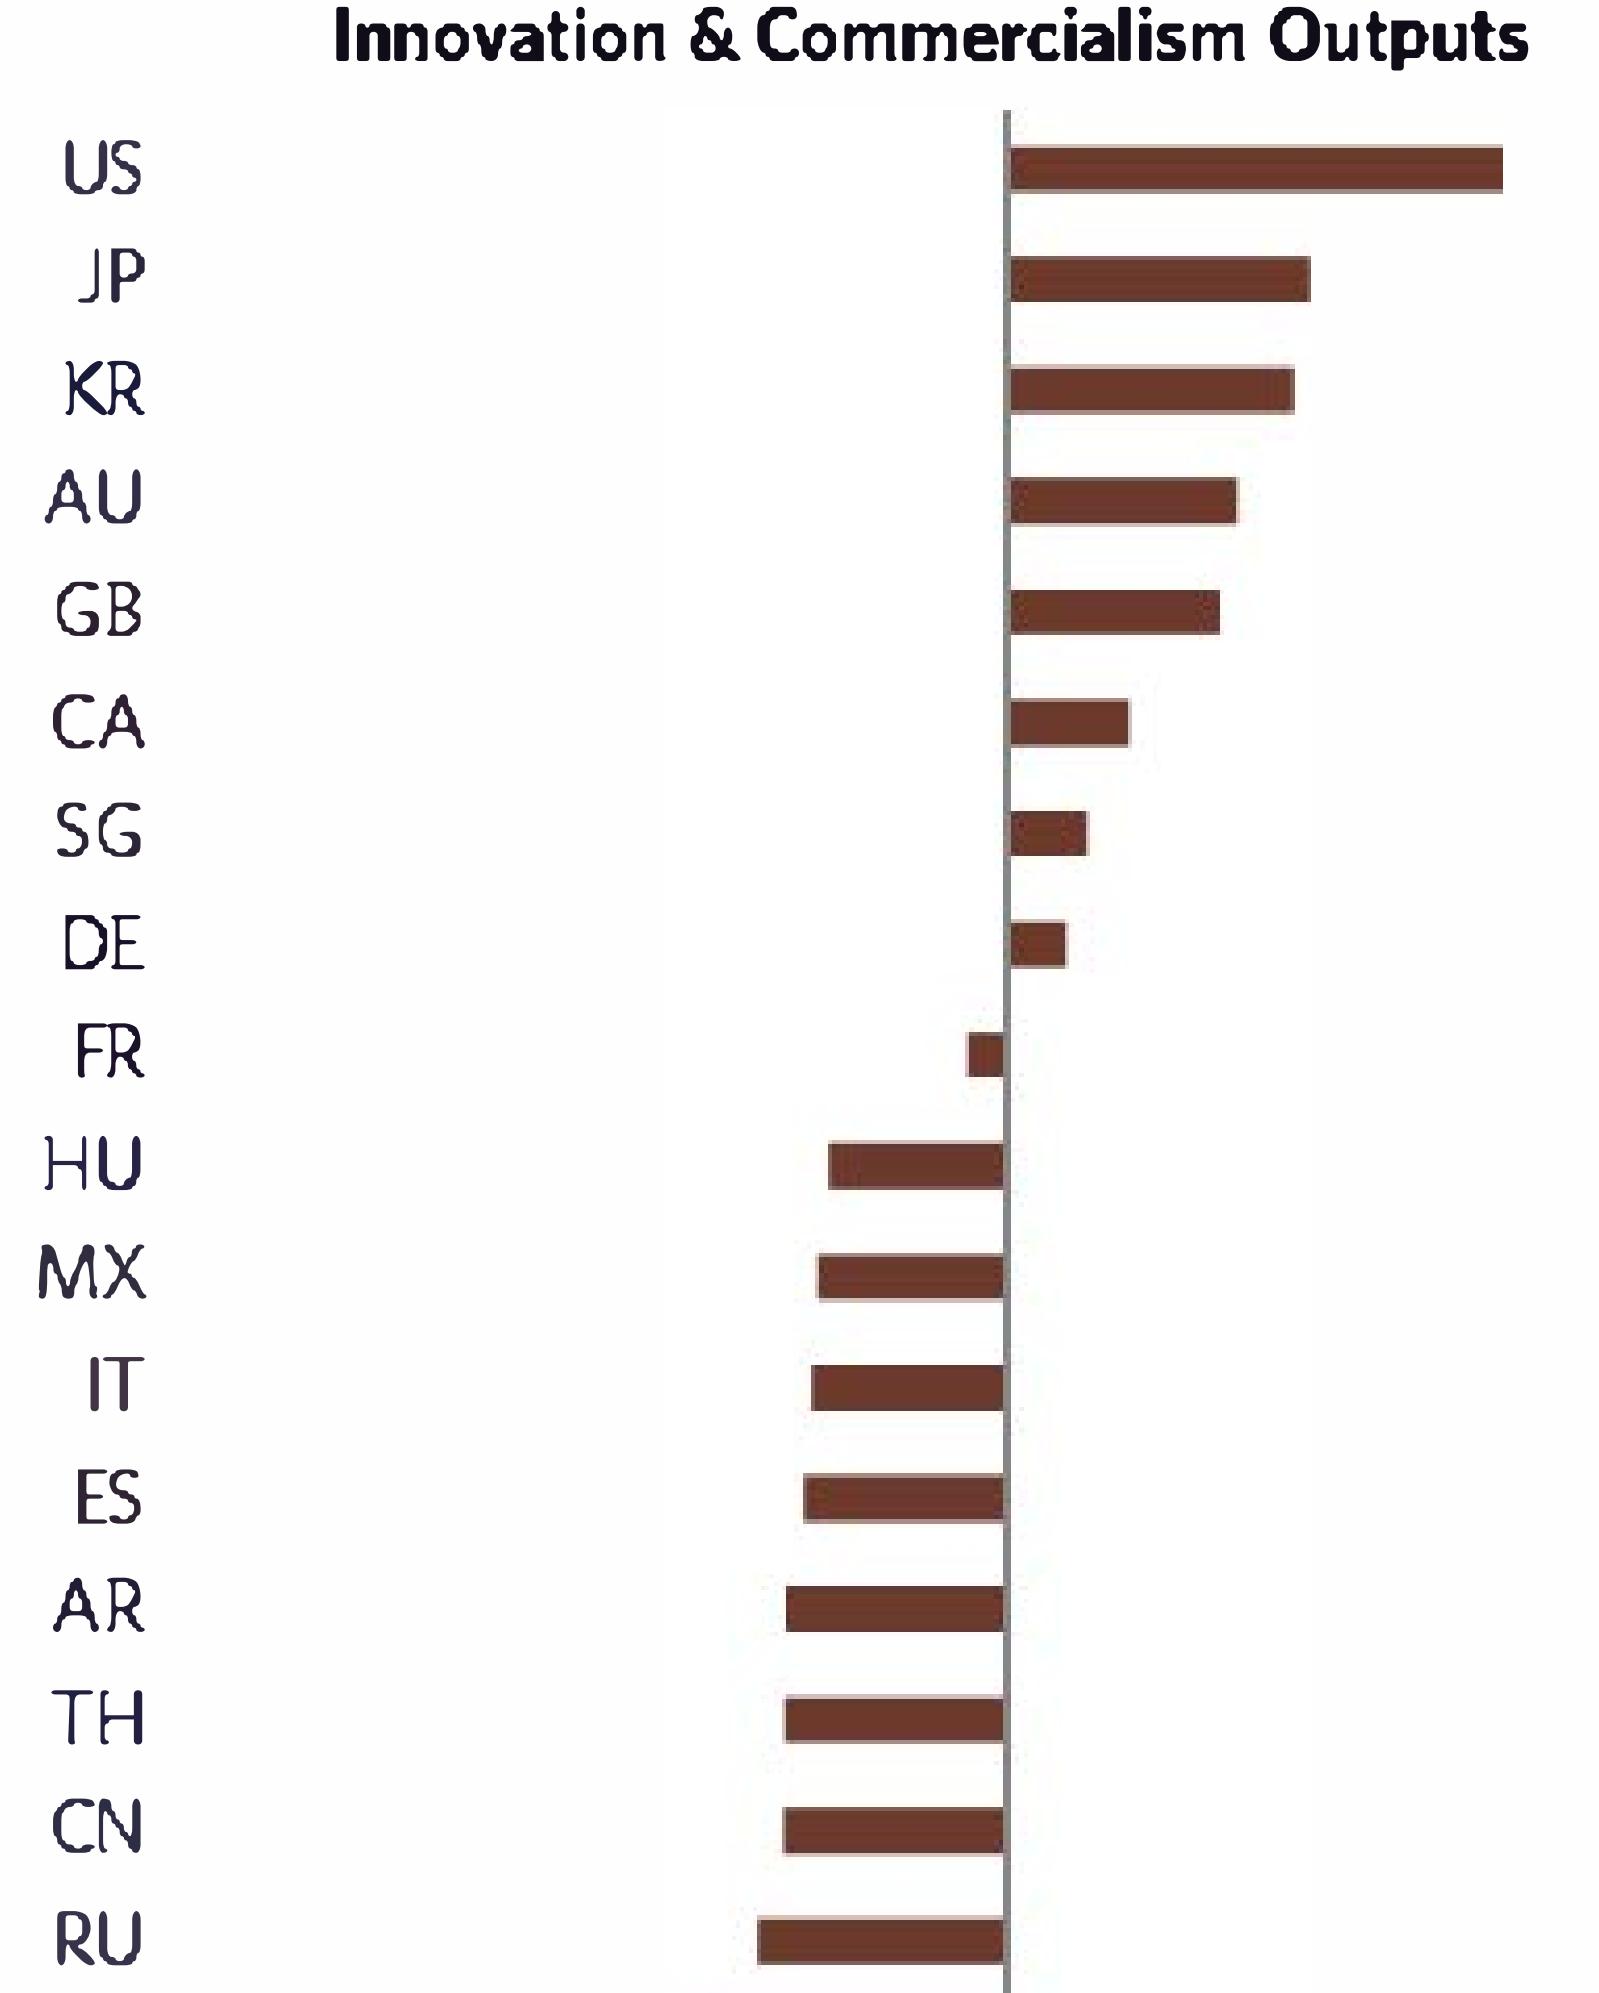 Innovation & Commercialism Outputs
US
JP
KR
AU
GB
CA
SG
DE
FR
HU
MX
IT
ES
AR
TH
CN
RU